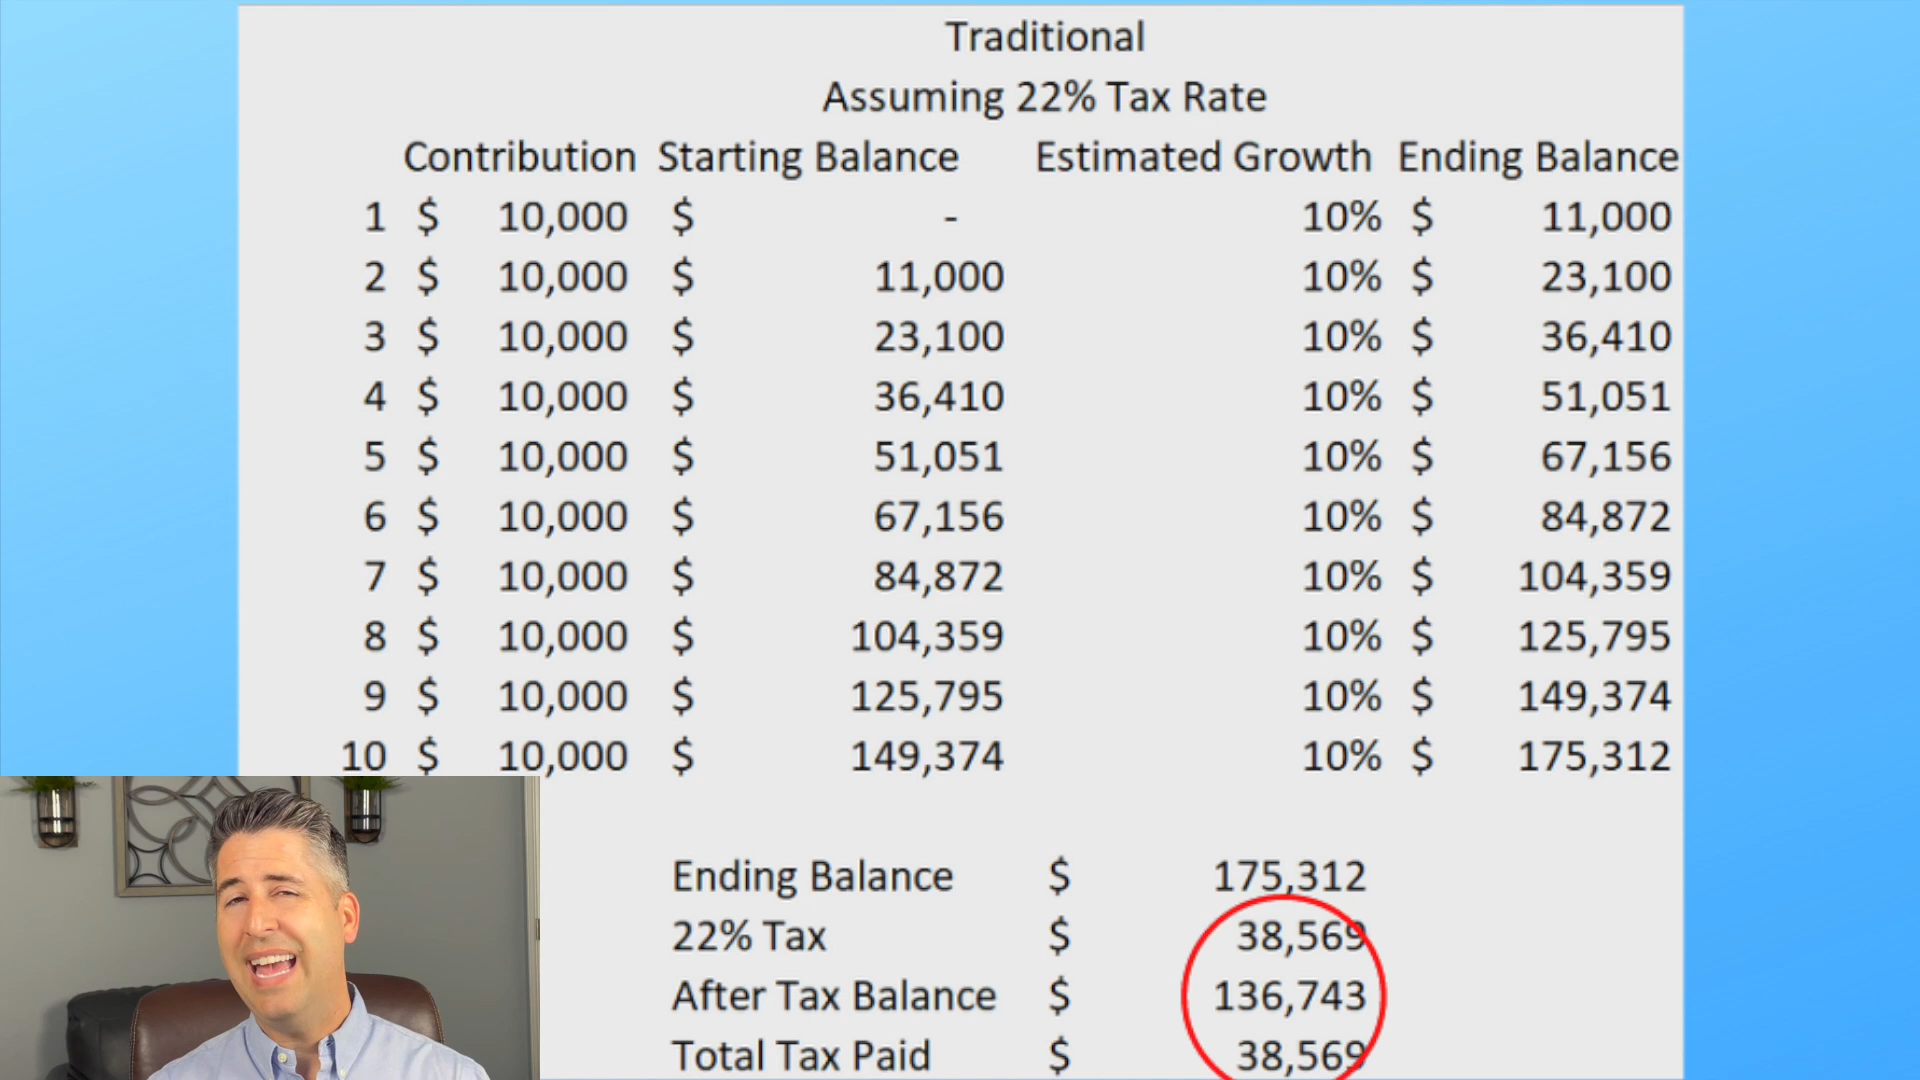 Traditional
Assuming 22% Tax Rate
Contribution Starting Balance Estimated Growth Ending Balance
1 $ 10,000 $ - 10% $ 11,000
2 $ 10,000 $ 11,000 10% $ 23,100
3 $ 10,000 $ 23,100 10% $ 36,410
4 $ 10,000 $ 36,410 10% $ 51,051
5 $ 10,000 $ 51,051 10% $ 67,156
6 $ 10,000 $ 67,156 10% $ 84,872
7 $ 10,000 $ 84,872 10% $ 104,359
8 $ 10,000 $ 104,359 10% $ 125,795
9 $ 10,000 $ 125,795 10% $ 149,374
10 $ 10,000 $ 149,374 10% $ 175,312
Ending Balance $ 175,312
22% Tax $ 38,569
After Tax Balance $ 136,743
Total Tax Paid $ 38,569